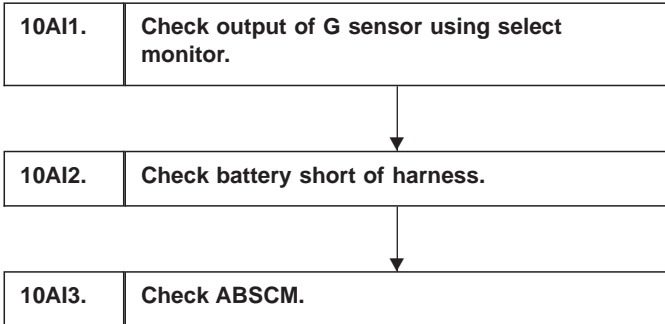 10AI1. Check output of G sensor using select
monitor.
10AI2. Check battery short of harness.
10AI3. Check ABSCM.